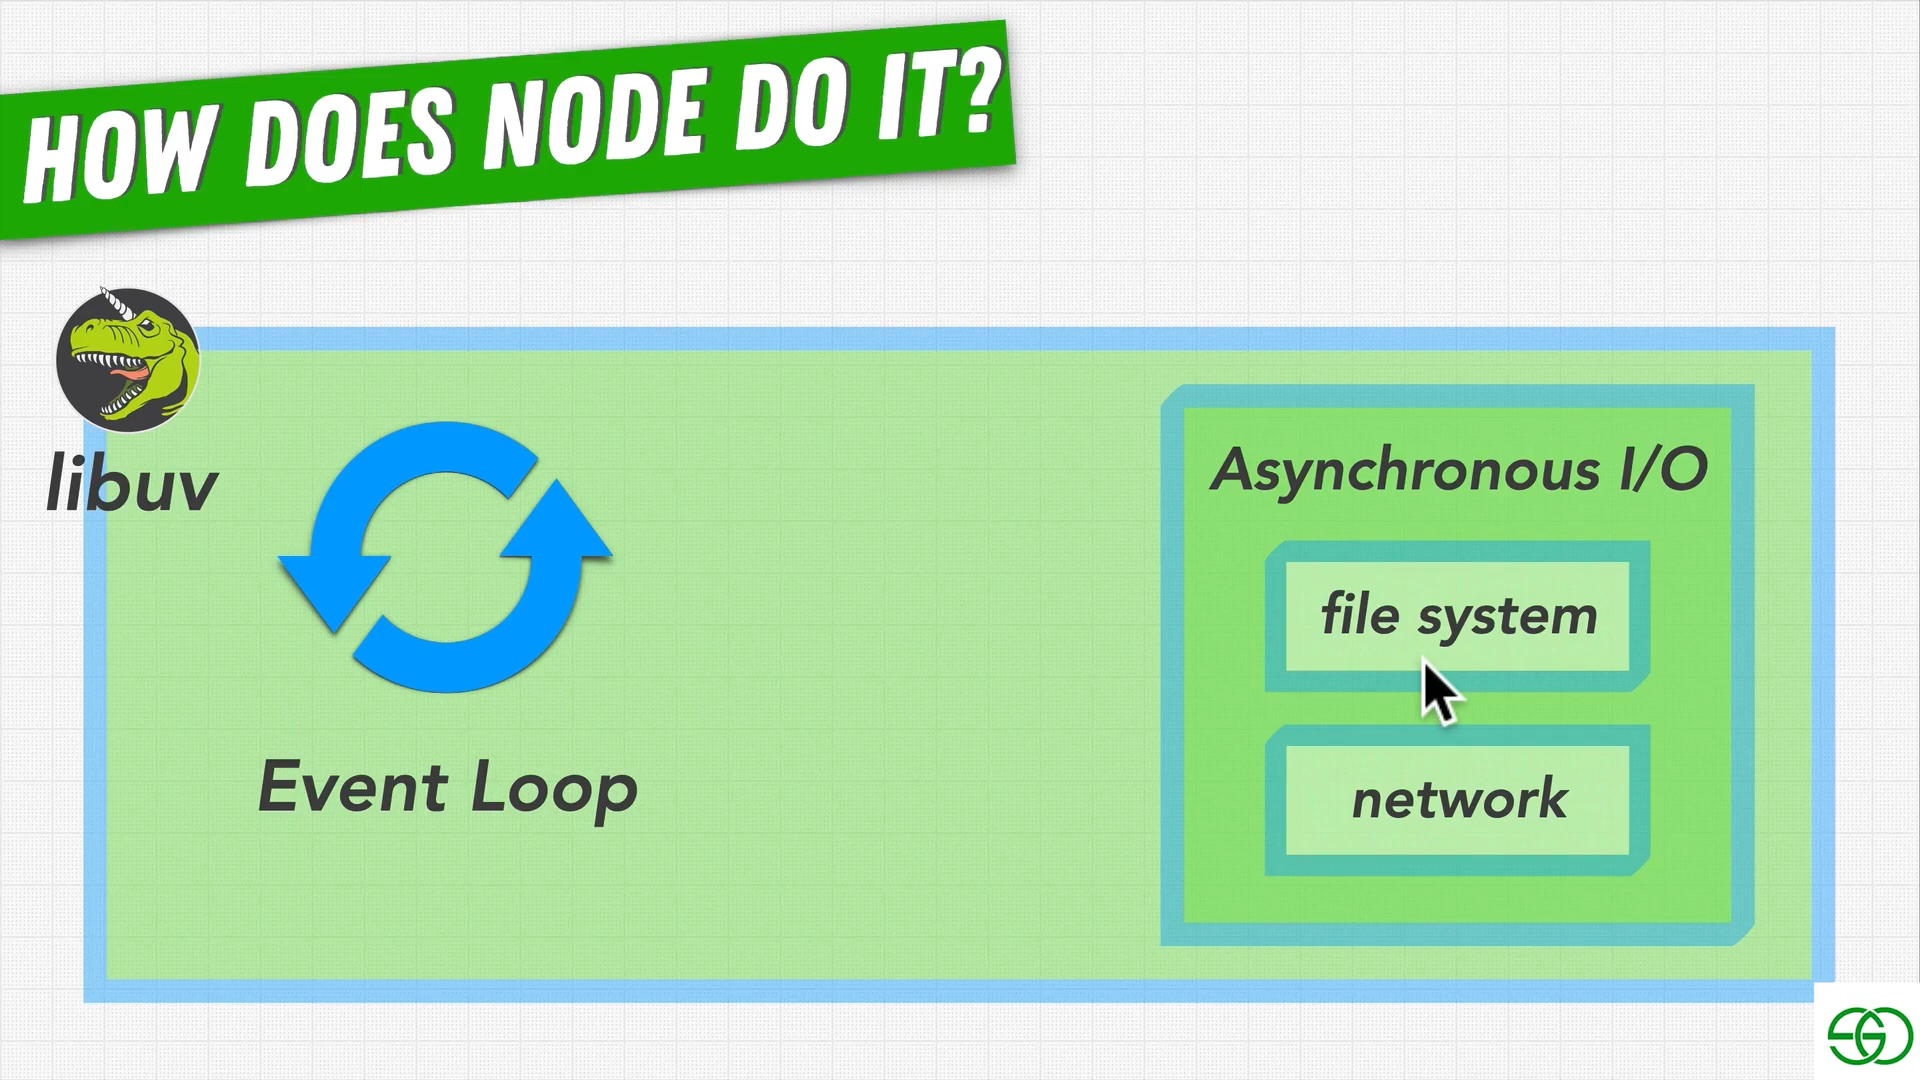 HOW DOES NODE DO IT?
libuv
Event Loop
Asynchronous I/O
file system
network